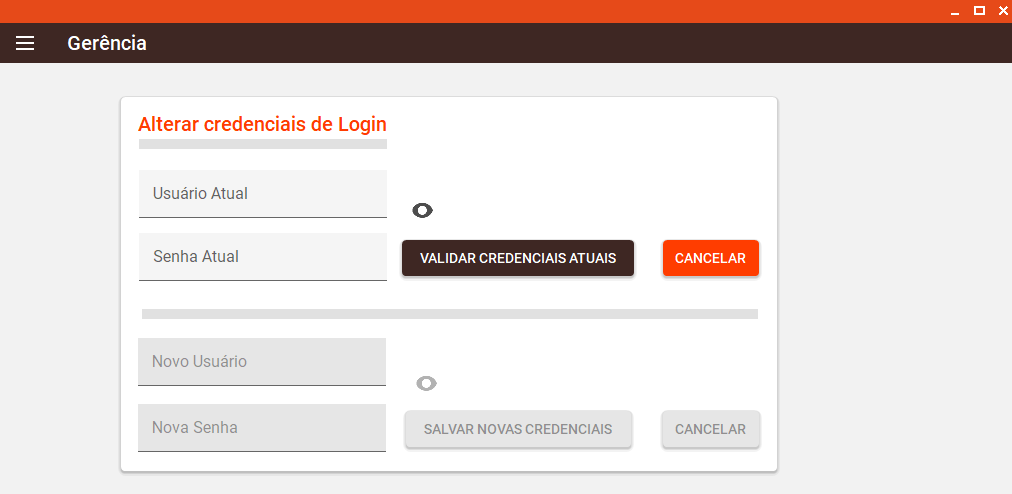 Gerência
Alterar credenciais de Login
Usuário Atual
Senha Atual
VALIDAR CREDENCIAIS ATUAIS
CANCELAR
Novo Usuário
Nova Senha
SALVAR NOVAS CREDENCIAIS
CANCELAR